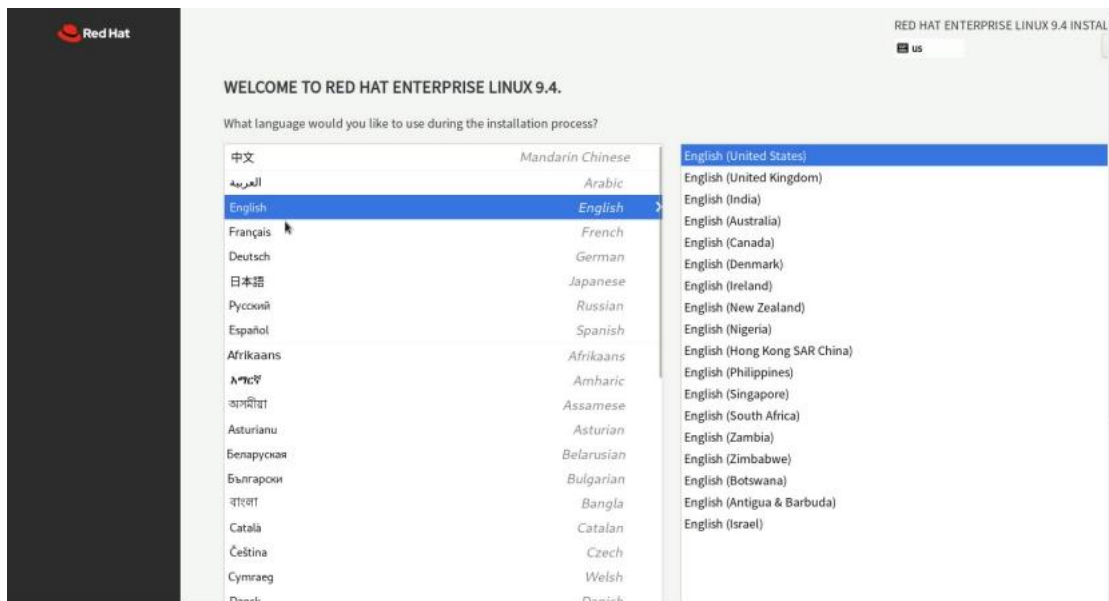 Red Hat
RED HAT ENTERPRISE LINUX 9.4 INSTAL
us
WELCOME TO RED HAT ENTERPRISE LINUX 9.4.
What language would you like to use during the installation process?
中文 Mandarin Chinese
العربية Arabic
English English
Français French
Deutsch German
日本語 Japanese
Русский Russian
Español Spanish
Afrikaans Afrikaans
አማርኛ Amharic
অসমীয়া Assamese
Asturianu Asturian
Беларуская Belarusian
Български Bulgarian
বাংলা Bangla
Català Catalan
Čeština Czech
Cymraeg Welsh
Dansk Danish
English (United States)
English (United Kingdom)
English (India)
English (Australia)
English (Canada)
English (Denmark)
English (Ireland)
English (New Zealand)
English (Nigeria)
English (Hong Kong SAR China)
English (Philippines)
English (Singapore)
English (South Africa)
English (Zambia)
English (Zimbabwe)
English (Botswana)
English (Antigua & Barbuda)
English (Israel)